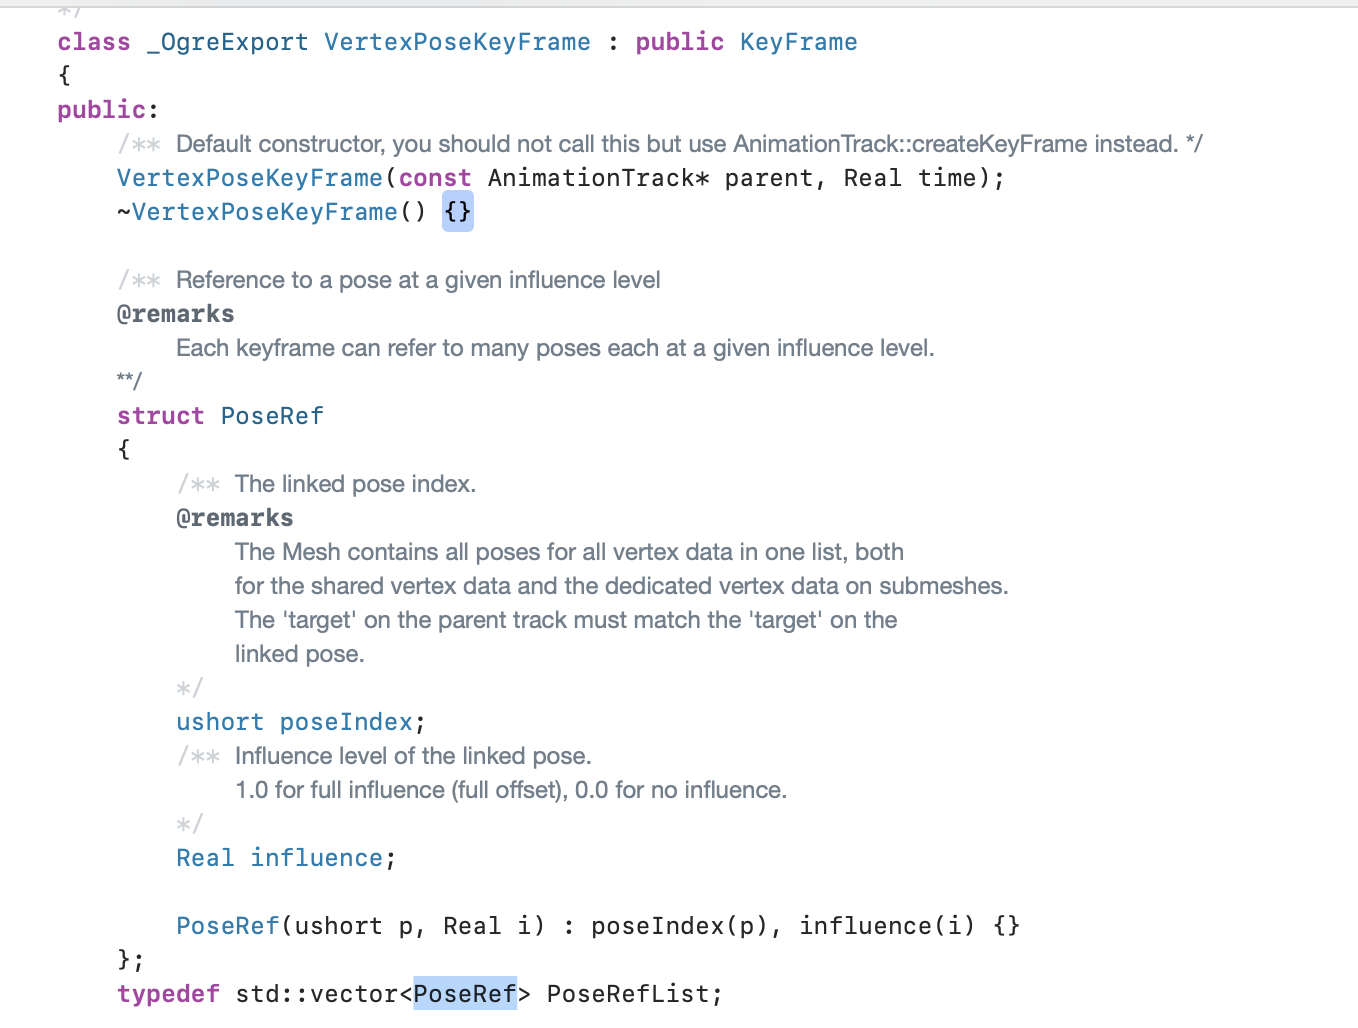 */
class _OgreExport VertexPoseKeyFrame : public KeyFrame
{
public:
/** Default constructor, you should not call this but use AnimationTrack::createKeyFrame instead. */
VertexPoseKeyFrame(const AnimationTrack* parent, Real time);
~VertexPoseKeyFrame() {}
/** Reference to a pose at a given influence level
@remarks
Each keyframe can refer to many poses each at a given influence level.
**/
struct PoseRef
{
/** The linked pose index.
@remarks
The Mesh contains all poses for all vertex data in one list, both
for the shared vertex data and the dedicated vertex data on submeshes.
The 'target' on the parent track must match the 'target' on the
linked pose.
*/
ushort poseIndex;
/** Influence level of the linked pose.
1.0 for full influence (full offset), 0.0 for no influence.
*/
Real influence;
PoseRef(ushort p, Real i) : poseIndex(p), influence(i) {}
};
typedef std::vector<PoseRef> PoseRefList;